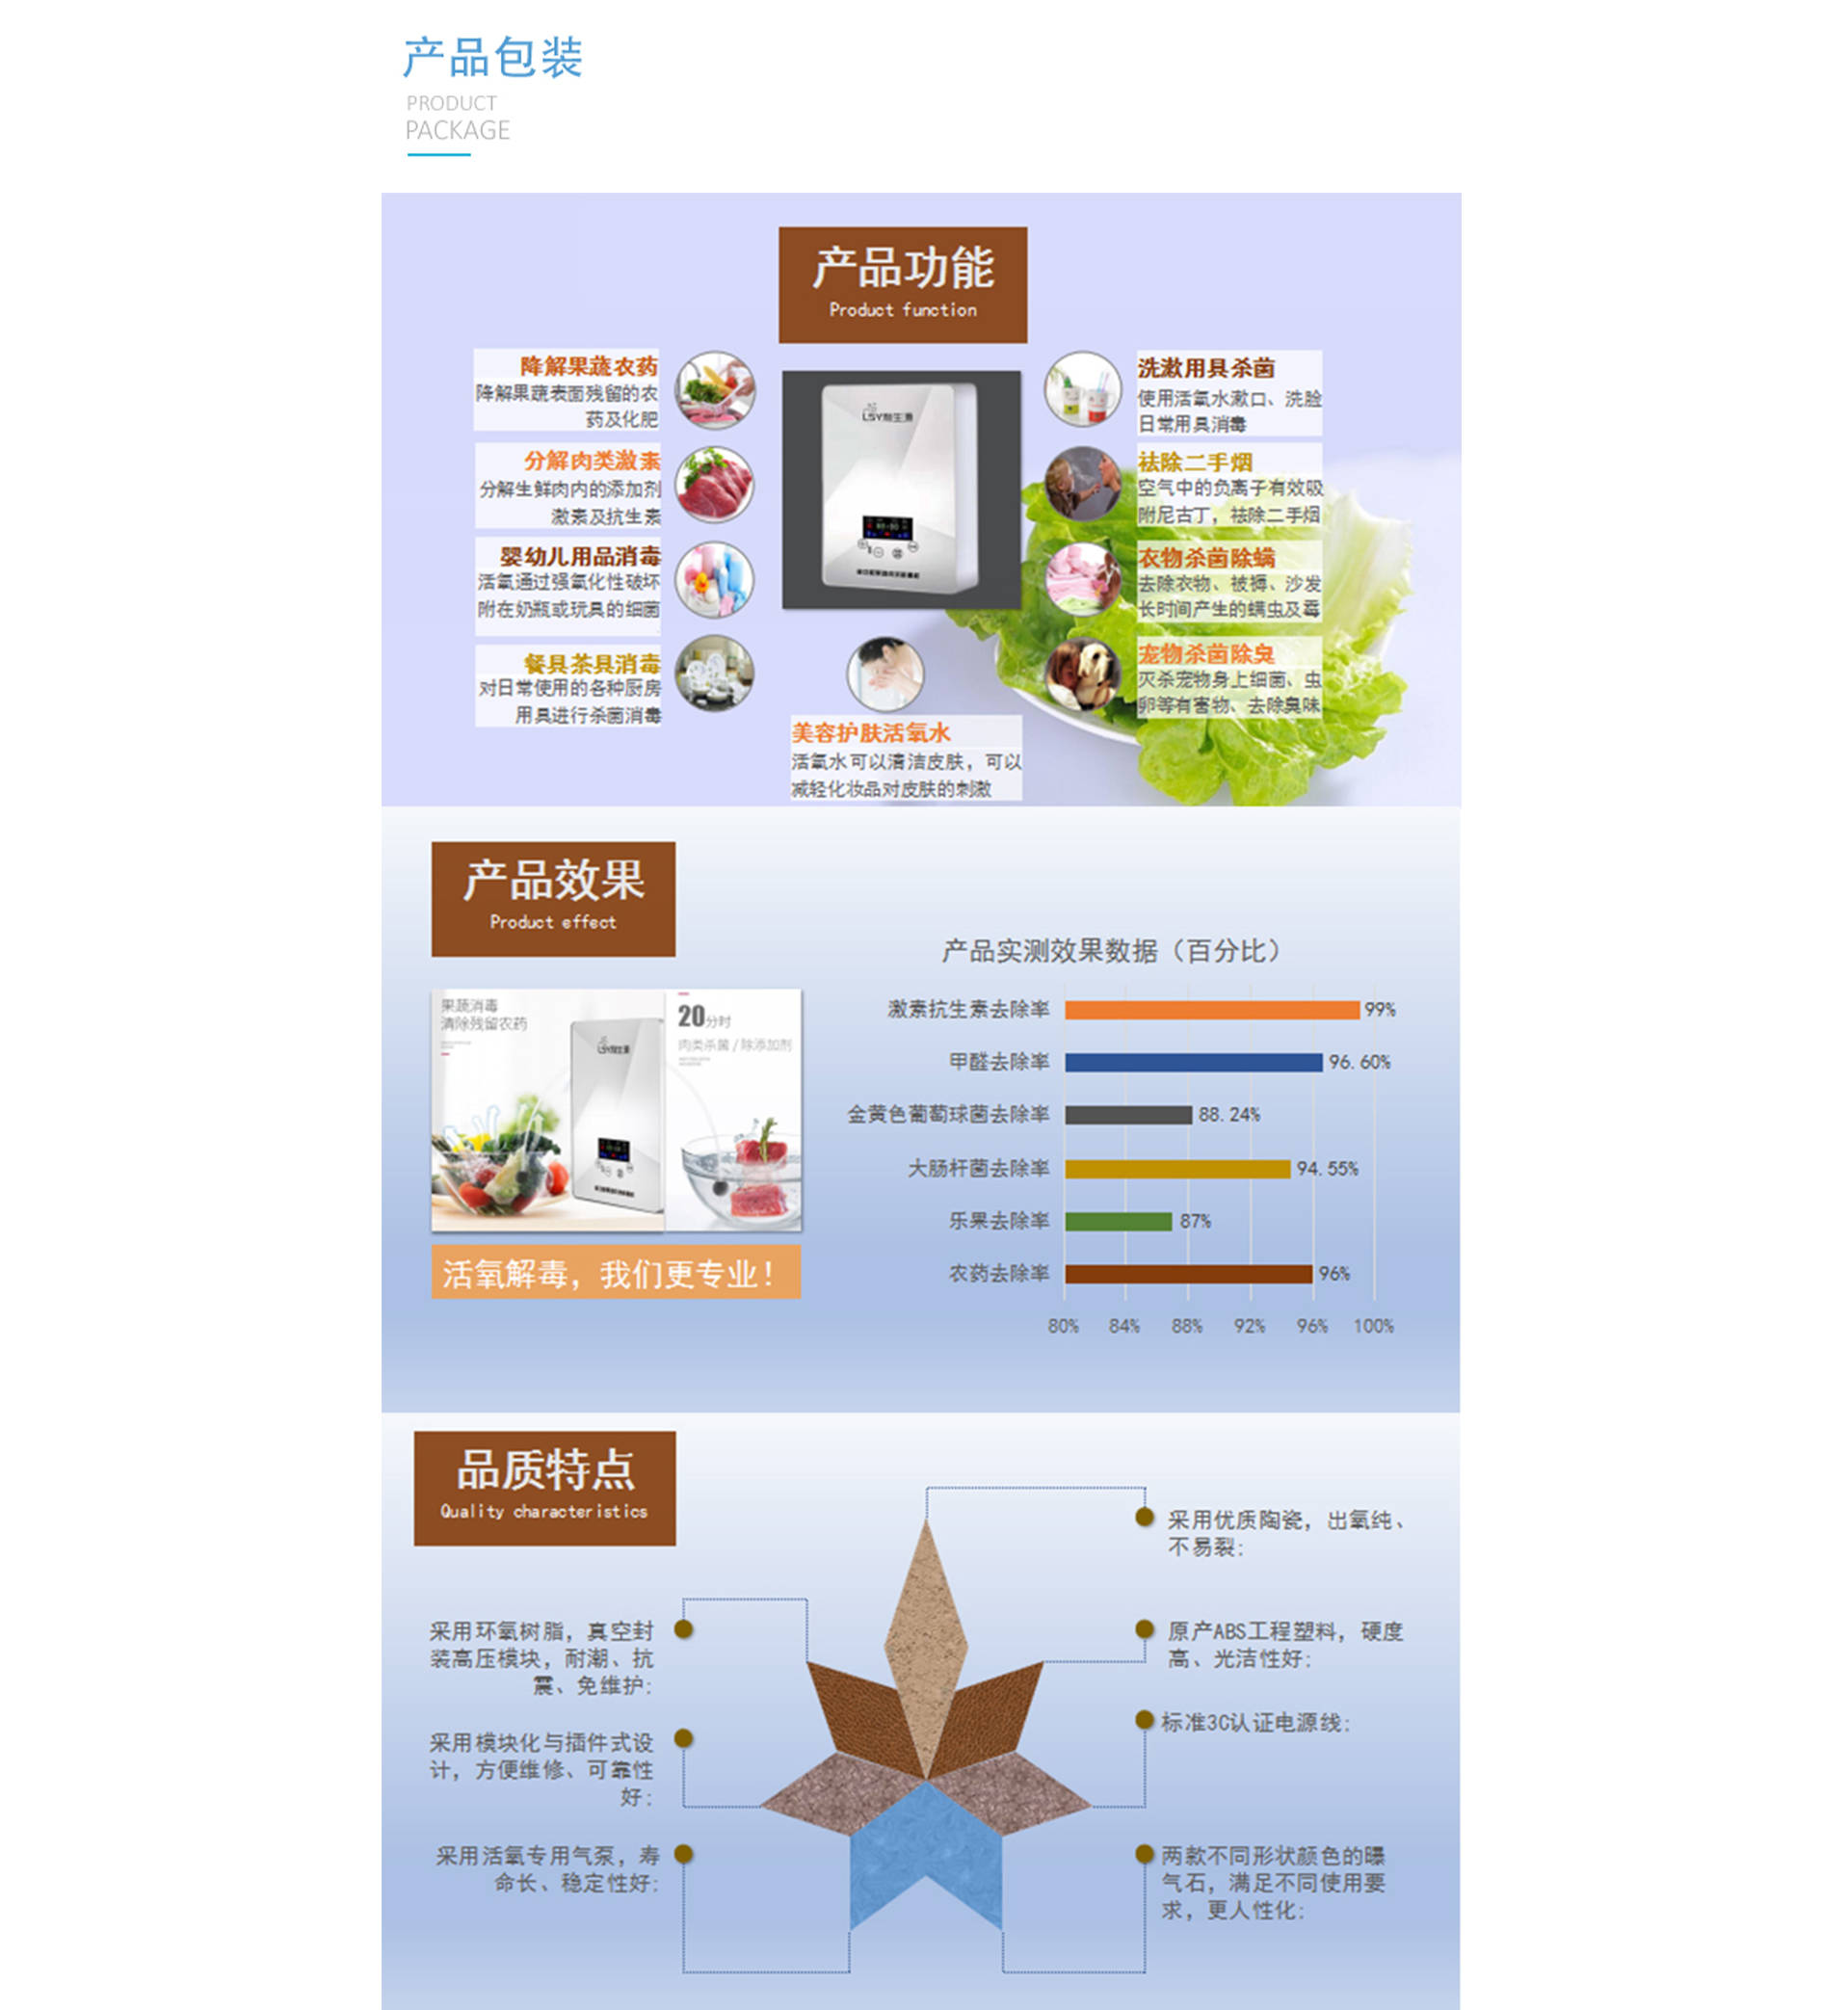 产品包装
PRODUCT
PACKAGE
产品功能
Product function
降解果蔬农药
降解果蔬表面残留的农
药及化肥
分解肉类激素
分解生鲜肉内的添加剂
激素及抗生素
婴幼儿用品消毒
活氧通过强氧化性破坏
附在奶瓶或玩具的细菌
餐具茶具消毒
对日常使用的各种厨房
用具进行杀菌消毒
美容护肤活氧水
活氧水可以清洁皮肤，可以
减轻化妆品对皮肤的刺激
洗漱用具杀菌
使用活氧水漱口、洗脸
日常用具消毒
祛除二手烟
空气中的负离子有效吸
附尼古丁，祛除二手烟
衣物杀菌除螨
去除衣物、被褥、沙发
长时间产生的螨虫及霉
宠物杀菌除臭
灭杀宠物身上细菌、虫
卵等有害物、去除臭味
产品效果
Product effect
果蔬消毒
清除残留农药
20分时
肉类杀菌/除添加剂
活氧解毒，我们更专业！
产品实测效果数据（百分比）
激素抗生素去除率 99%
甲醛去除率 96.60%
金黄色葡萄球菌去除率 88.24%
大肠杆菌去除率 94.55%
乐果去除率 87%
农药去除率 96%
80% 84% 88% 92% 96% 100%
品质特点
Quality characteristics
采用环氧树脂，真空封
装高压模块，耐潮、抗
震、免维护;
采用模块化与插件式设
计，方便维修、可靠性
好;
采用活氧专用气泵，寿
命长、稳定性好;
采用优质陶瓷，出氧纯、
不易裂;
原产ABS工程塑料，硬度
高、光洁性好;
标准3C认证电源线;
两款不同形状颜色的曝
气石，满足不同使用要
求，更人性化;